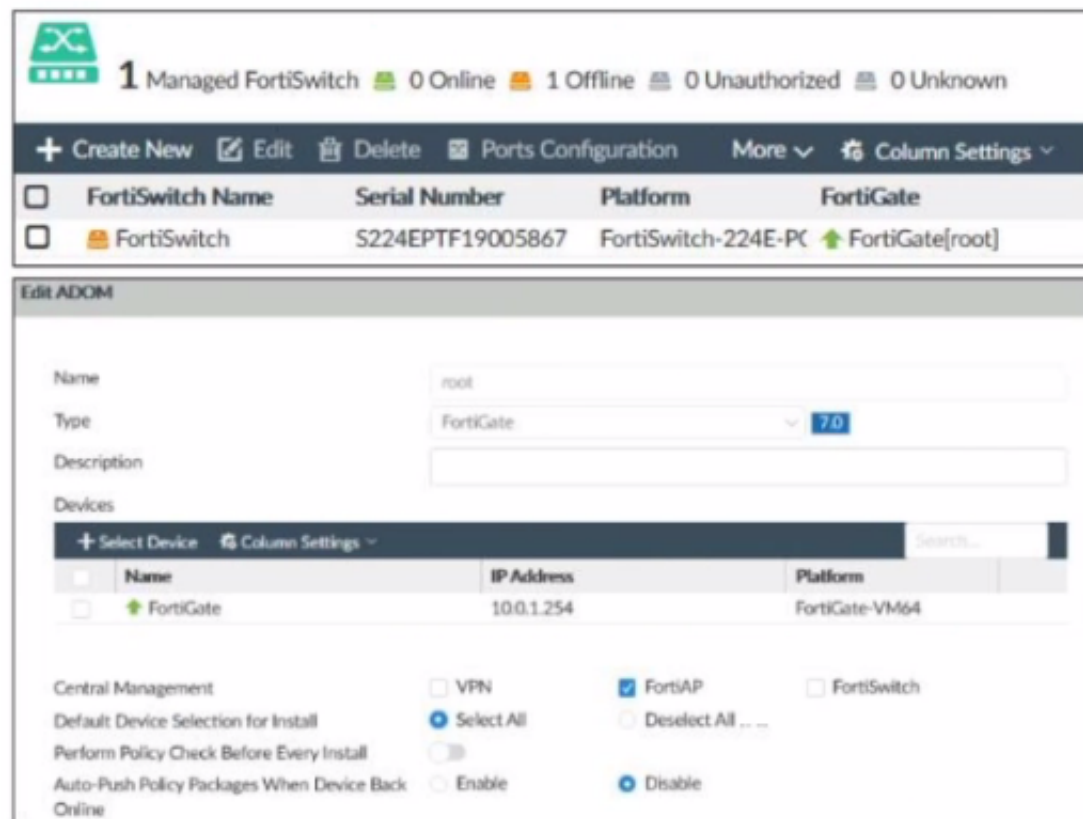 1 Managed FortiSwitch 0 Online 1 Offline 0 Unauthorized 0 Unknown
Create New Edit Delete Ports Configuration More Column Settings
FortiSwitch Name Serial Number Platform FortiGate
FortiSwitch S224EPTF19005867 FortiSwitch-224E-PC FortiGate[root]
Edit ADOM
Name root
Type FortiGate 7.0
Description
Devices
+ Select Device Column Settings Search...
Name IP Address Platform
FortiGate 10.0.1.254 FortiGate-VM64
Central Management VPN FortiAP FortiSwitch
Default Device Selection for Install Select All Deselect All .. ...
Perform Policy Check Before Every Install
Auto-Push Policy Packages When Device Back Enable Disable
Online